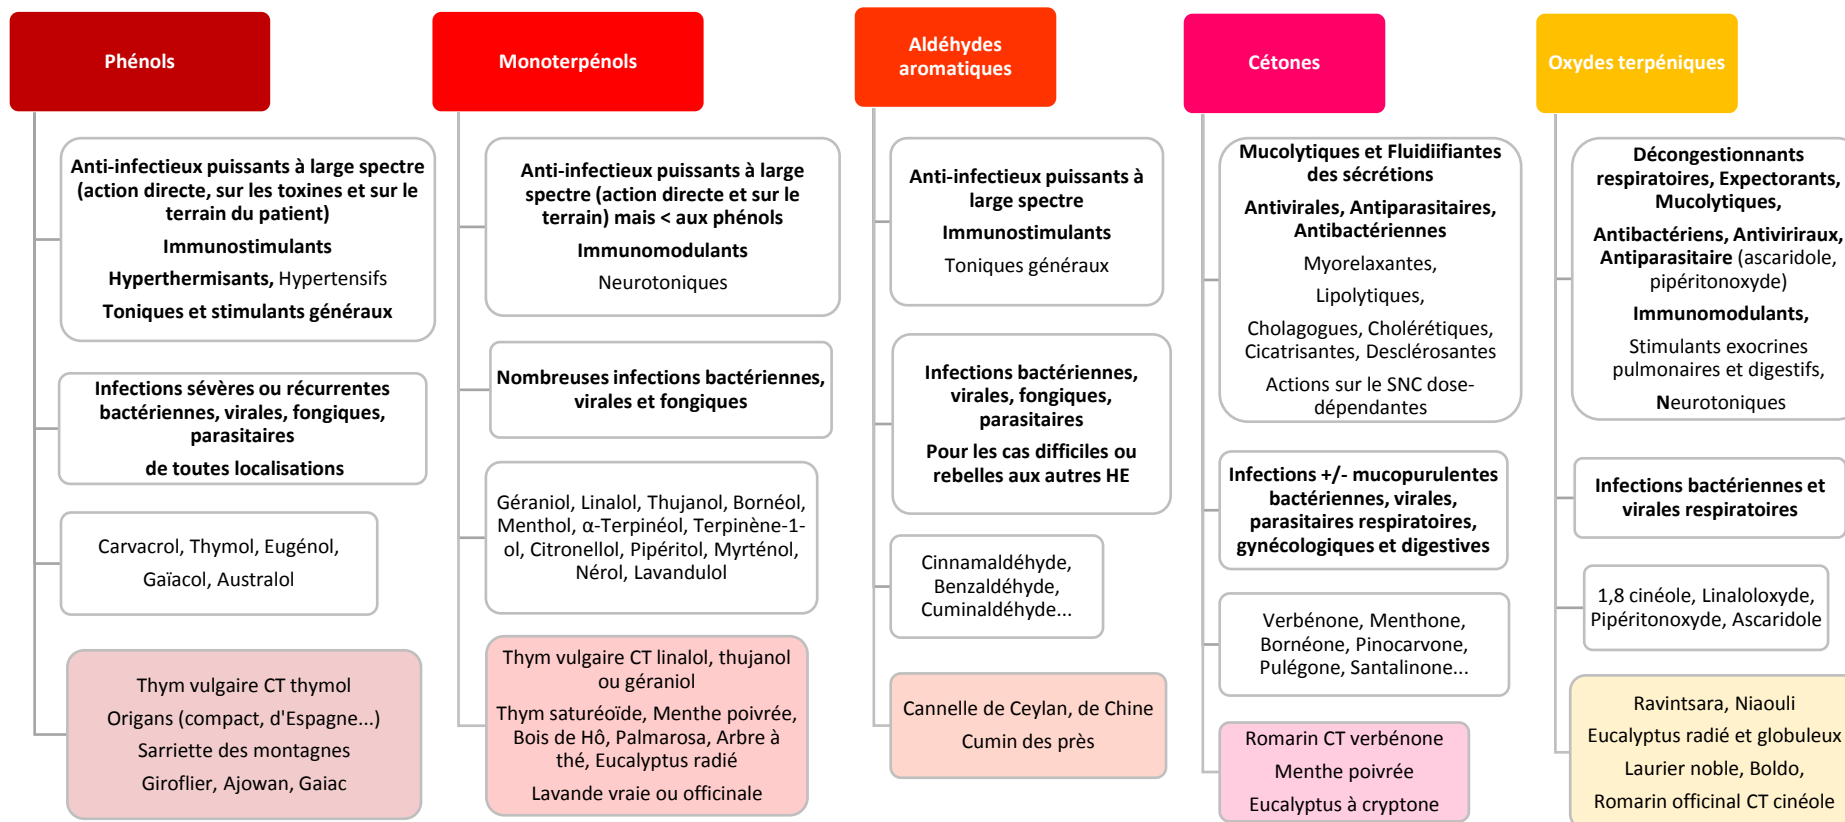 Phénols
Anti-infectieux puissants à large spectre
(action directe, sur les toxines et sur le
terrain du patient)
Immunostimulants
Hyperthermisants, Hypertensifs
Toniques et stimulants généraux
Infections sévères ou récurrentes
bactériennes, virales, fongiques,
parasitaires
de toutes localisations
Carvacrol, Thymol, Eugénol,
Gaïacol, Australol
Thym vulgaire CT thymol
Origans (compact, d'Espagne...)
Sarriette des montagnes
Giroflier, Ajowan, Gaiac
Monoterpénols
Anti-infectieux puissants à large
spectre (action directe et sur le
terrain) mais < aux phénols
Immunomodulants
Neurotoniques
Nombreuses infections bactériennes,
virales et fongiques
Géraniol, Linalol, Thujanol, Bornéol,
Menthol, α-Terpinéol, Terpinène-1-
ol, Citronellol, Pipéritol, Myrténol,
Nérol, Lavandulol
Thym vulgaire CT linalol, thujanol
ou géraniol
Thym saturéoïde, Menthe poivrée,
Bois de Hô, Palmarosa, Arbre à
thé, Eucalyptus radié
Lavande vraie ou officinale
Aldéhydes
aromatiques
Anti-infectieux puissants à
large spectre
Immunostimulants
Toniques généraux
Infections bactériennes,
virales, fongiques,
parasitaires
Pour les cas difficiles ou
rebelles aux autres HE
Cinnamaldéhyde,
Benzaldéhyde,
Cuminaldéhyde...
Cannelle de Ceylan, de Chine
Cumin des près
Cétones
Mucolytiques et Fluidiifiantes
des sécrétions
Antivirales, Antiparasitaires,
Antibactériennes
Myorelaxantes,
Lipolytiques,
Cholagogues, Cholérétiques,
Cicatrisantes, Desclérosantes
Actions sur le SNC dose-
dépendantes
Infections +/- mucopurulentes
bactériennes, virales,
parasitaires respiratoires,
gynécologiques et digestives
Verbénone, Menthone,
Bornéone, Pinocarvone,
Pulégone, Santalinone...
Romarin CT verbénone
Menthe poivrée
Eucalyptus à cryptone
Oxydes terpéniques
Décongestionnants
respiratoires, Expectorants,
Mucolytiques,
Antibactériens, Antiviriraux,
Antiparasitaire (ascaridole,
pipéritonoxyde)
Immunomodulants,
Stimulants exocrines
pulmonaires et digestifs,
Neurotoniques
Infections bactériennes et
virales respiratoires
1,8 cinéole, Linaloloxyde,
Pipéritonoxyde, Ascaridole
Ravintsara, Niaouli
Eucalyptus radié et globuleux
Laurier noble, Boldo,
Romarin officinal CT cinéole